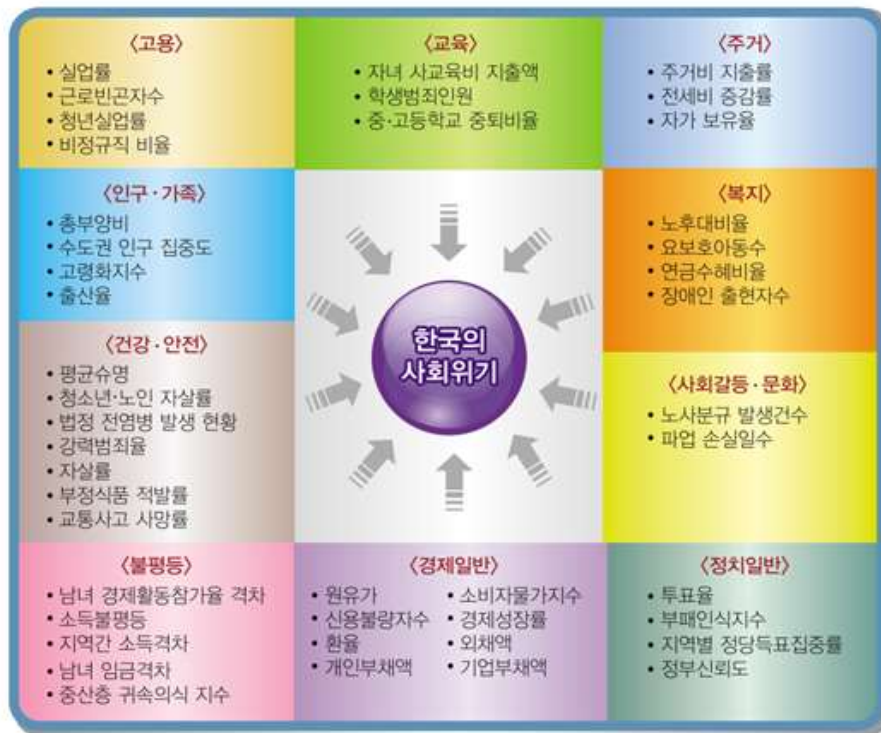 〈고용〉
• 실업률
• 근로빈곤자수
• 청년실업률
• 비정규직 비율
〈교육〉
• 자녀 사교육비 지출액
• 학생범죄인원
• 중·고등학교 중퇴비율
〈주거〉
• 주거비 지출률
• 전세비 증감률
• 자가 보유율
〈인구·가족〉
• 총부양비
• 수도권 인구 집중도
• 고령화지수
• 출산율
〈복지〉
• 노후대비율
• 요보호아동수
• 연금수혜비율
• 장애인 출현자수
한국의
사회위기
〈건강·안전〉
• 평균슈명
• 청소년·노인 자살률
• 법정 전염병 발생 현황
• 강력범죄율
• 자살률
• 부정식품 적발률
• 교통사고 사망률
〈사회갈등·문화〉
• 노사분규 발생건수
• 파업 손실일수
〈불평등〉
• 남녀 경제활동참가율 격차
• 소득불평등
• 지역간 소득격차
• 남녀 임금격차
• 중산층 귀속의식 지수
〈경제일반〉
• 원유가
• 신용불량자수
• 환율
• 개인부채액
• 소비자물가지수
• 경제성장률
• 외채액
• 기업부채액
〈정치일반〉
• 투표율
• 부패인식지수
• 지역별 정당득표집중률
• 정부신뢰도